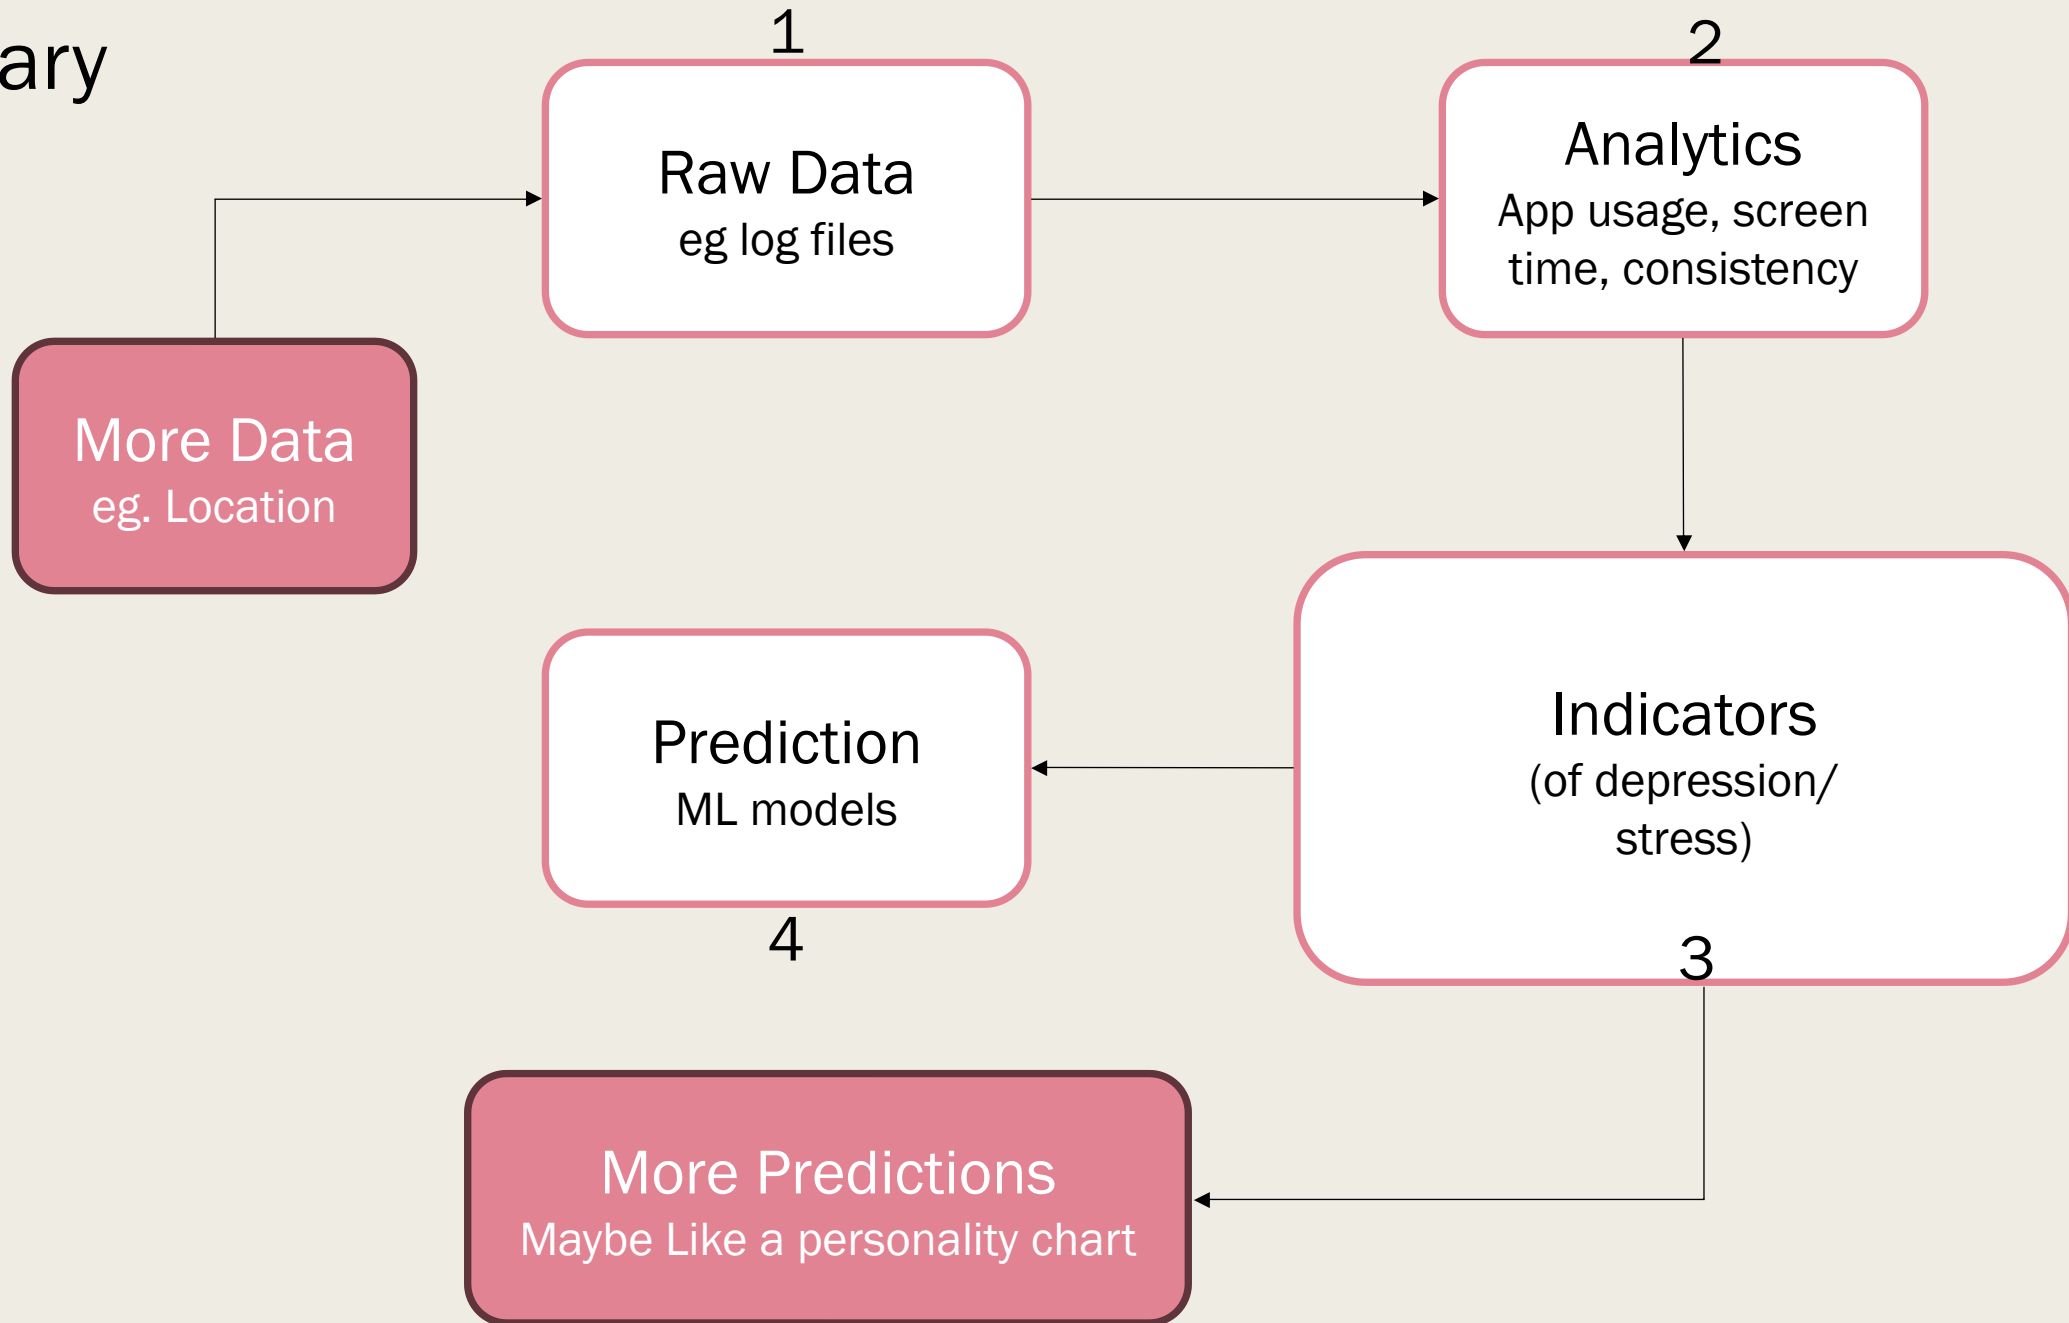 ary
1
Raw Data
eg log files
2
Analytics
App usage, screen
time, consistency
More Data
eg. Location
Indicators
(of depression/
stress)
3
Prediction
ML models
4
More Predictions
Maybe Like a personality chart